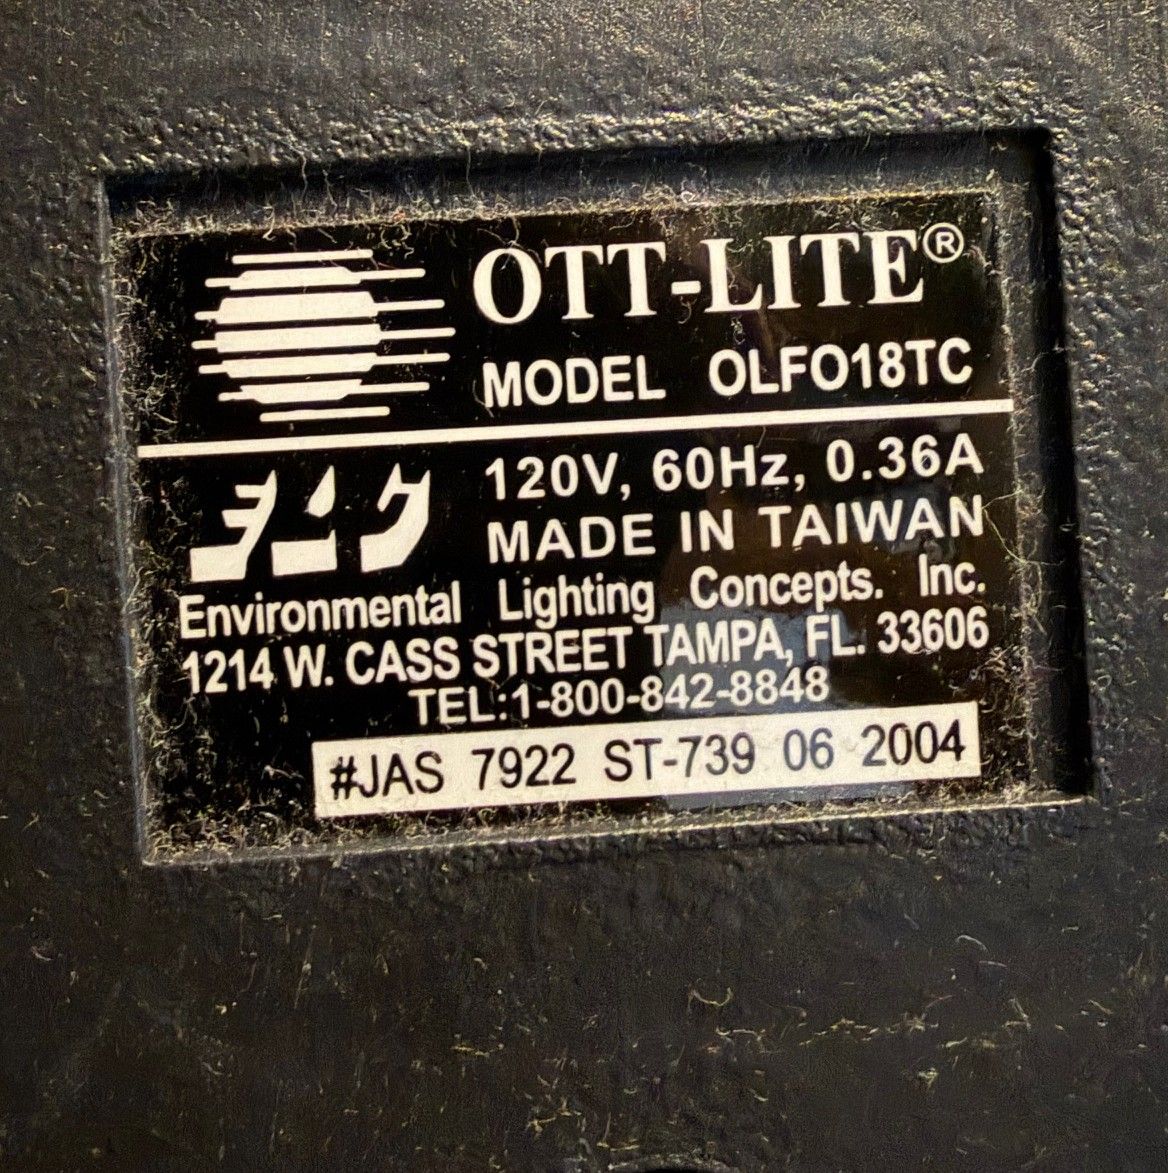 OTT-LITE®
MODEL OLFO18TC
120V, 60Hz, 0.36A
MADE IN TAIWAN
Environmental Lighting Concepts. Inc.
1214 W. CASS STREET TAMPA, FL. 33606
TEL:1-800-842-8848
#JAS 7922 ST-739 06 2004